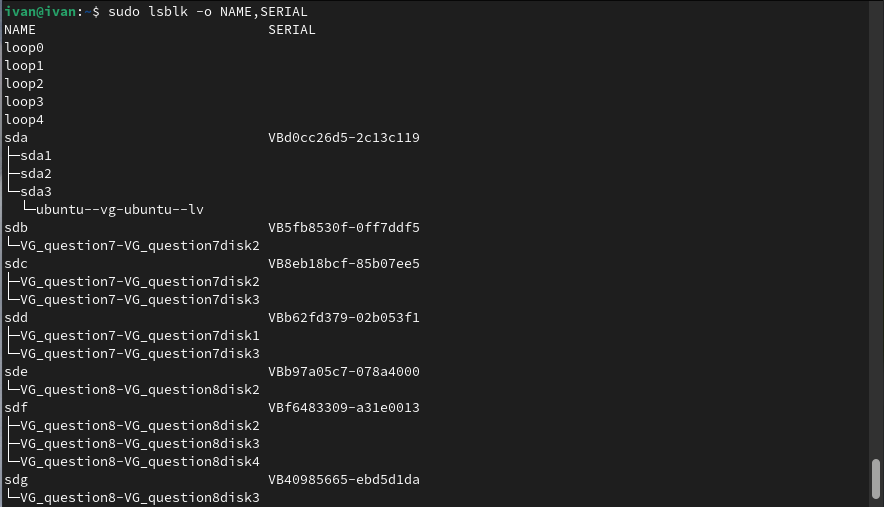 ivan@ivan:~$ sudo lsblk -o NAME,SERIAL
NAME                             SERIAL
loop0
loop1
loop2
loop3
loop4
sda                              VBd0cc26d5-2c13c119
├─sda1
├─sda2
└─sda3
  └─ubuntu--vg-ubuntu--lv
sdb                              VB5fb8530f-0ff7ddf5
└─VG_question7-VG_question7disk2
sdc                              VB8eb18bcf-85b07ee5
├─VG_question7-VG_question7disk2
└─VG_question7-VG_question7disk3
sdd                              VBb62fd379-02b053f1
├─VG_question7-VG_question7disk1
└─VG_question7-VG_question7disk3
sde                              VBb97a05c7-078a4000
└─VG_question8-VG_question8disk2
sdf                              VBf6483309-a31e0013
├─VG_question8-VG_question8disk2
├─VG_question8-VG_question8disk3
└─VG_question8-VG_question8disk4
sdg                              VB40985665-ebd5d1da
└─VG_question8-VG_question8disk3